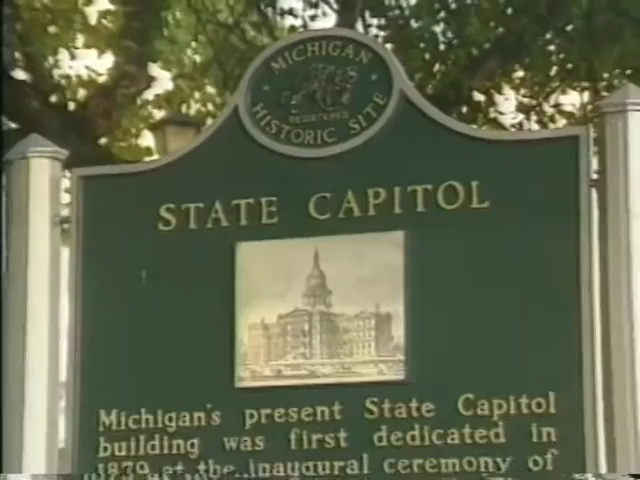 MICHIGAN
REGISTERED
HISTORIC SITE
STATE CAPITOL
Michigan's present State Capitol
building was first dedicated in
1879 at the inaugural ceremony of